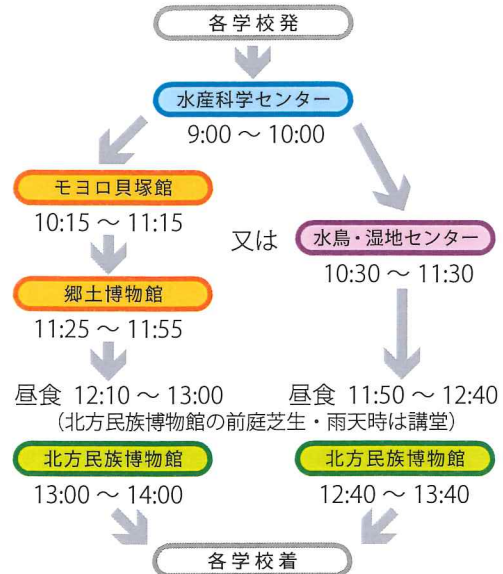 各学校発
水産科学センター
9:00 ～ 10:00
モヨロ貝塚館
10:15 ～ 11:15
又は
水鳥・湿地センター
10:30 ～ 11:30
郷土博物館
11:25 ～ 11:55
昼食 12:10 ～ 13:00
昼食 11:50 ～ 12:40
（北方民族博物館の前庭芝生・雨天時は講堂）
北方民族博物館
13:00 ～ 14:00
北方民族博物館
12:40 ～ 13:40
各学校着